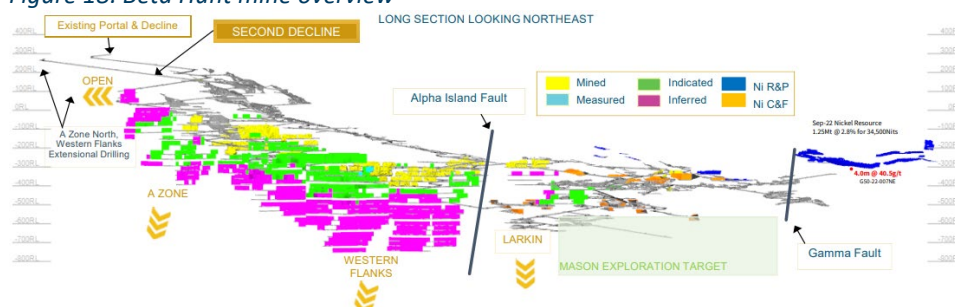 Figure 18: Beta Hunt mine overview
LONG SECTION LOOKING NORTHEAST
Existing Portal & Decline
SECOND DECLINE
400RL
300RL
200RL
100RL
0RL
-100RL
-200RL
-300RL
-400RL
-500RL
-600RL
-700RL
OPEN
A Zone North,
Western Flanks
Extensional Drilling
A ZONE
WESTERN
FLANKS
Alpha Island Fault
Mined
Indicated
Ni R&P
Measured
Inferred
Ni C&F
LARKIN
MASON EXPLORATION TARGET
Sep-22 Nickel Resource
1.25Mt @ 2.8% for 34,500Nits
4.0m @ 40.5g/t
G50-22-007NE
Gamma Fault